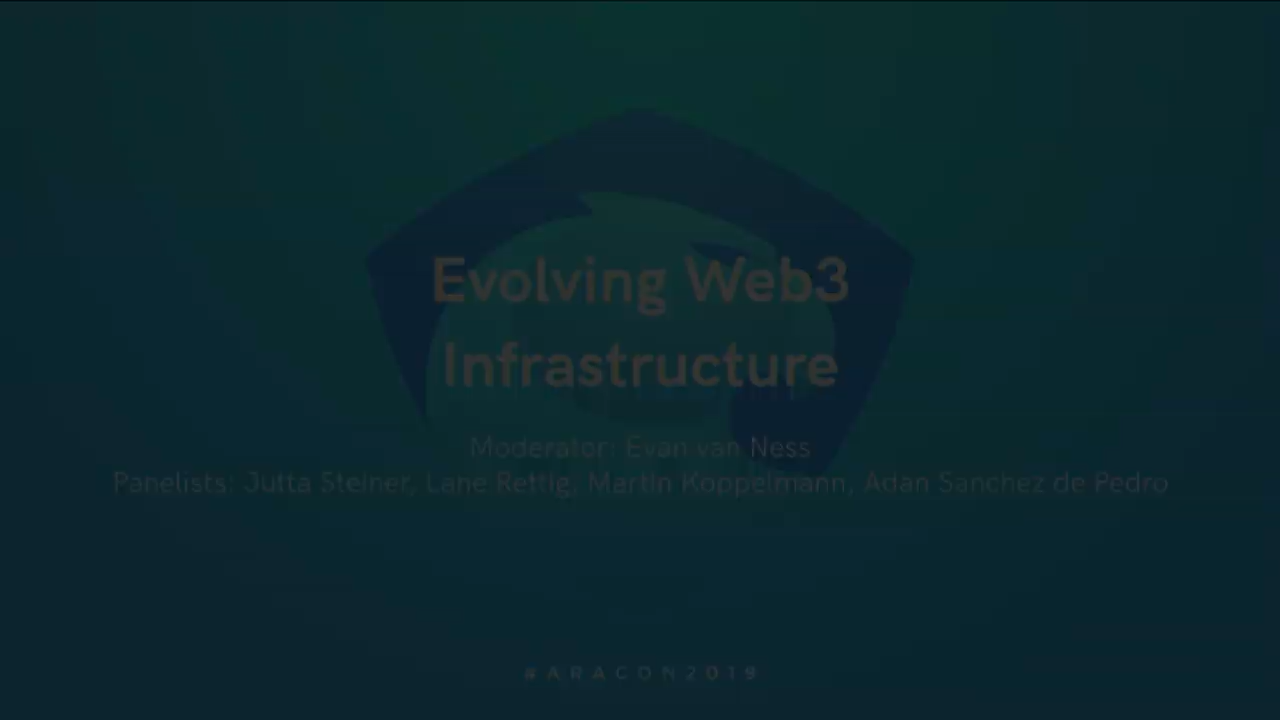 Evolving Web3
Infrastructure
Moderator: Evan van Ness
Panelists: Jutta Steiner, Lane Rettig, Martin Koppelmann, Adan Sanchez de Pedro
#ARACON2019